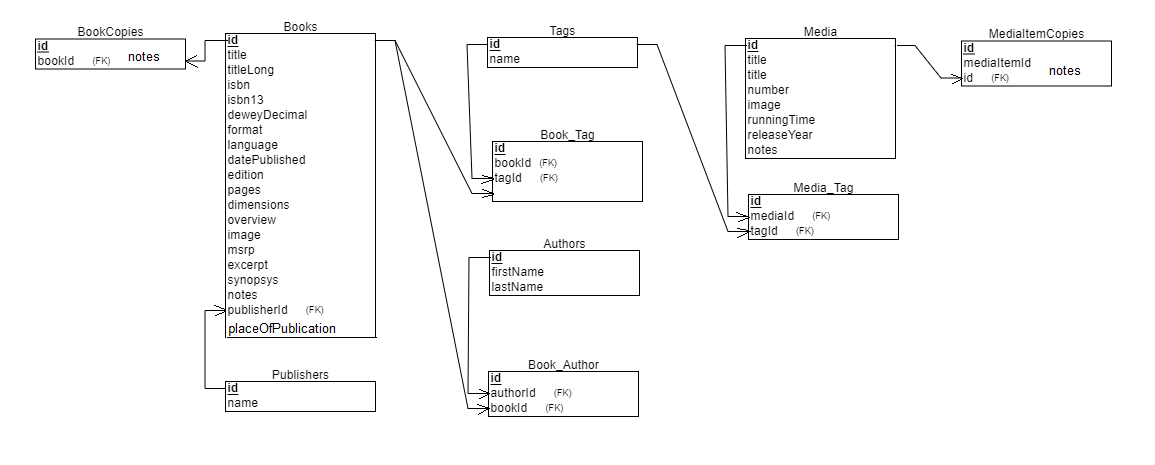 BookCopies
id
bookId (FK) notes
Books
id
title
titleLong
isbn
isbn13
deweyDecimal
format
language
datePublished
edition
pages
dimensions
overview
image
msrp
excerpt
synopsys
notes
publisherId (FK)
placeOfPublication
Publishers
id
name
Tags
id
name
Book_Tag
id
bookId (FK)
tagId (FK)
Authors
id
firstName
lastName
Book_Author
id
authorId (FK)
bookId (FK)
Media
id
title
title
number
image
runningTime
releaseYear
notes
Media_Tag
id
mediaId (FK)
tagId (FK)
MediaItemCopies
id
mediaItemId
notes
id (FK)